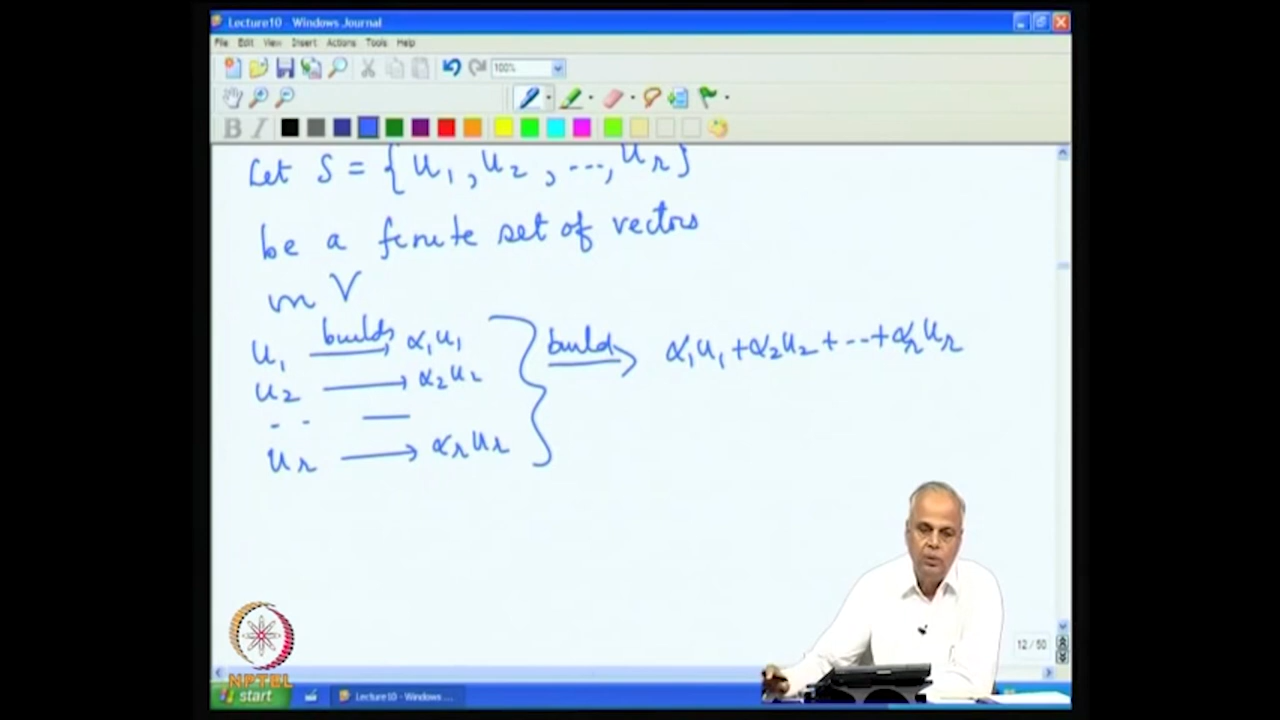 Lecture10 - Windows Journal
File Edit View Insert Actions Tools Help
100%
B I
Let S = {u₁, u₂, ..., uᵣ}
be a finite set of vectors
in V
u₁ builds→ α₁u₁
u₂ → α₂u₂
.. —
uᵣ → αᵣuᵣ
} build→ α₁u₁+α₂u₂+...+αᵣuᵣ
12 / 50
NPTEL
start Lecture10 - Windows ...